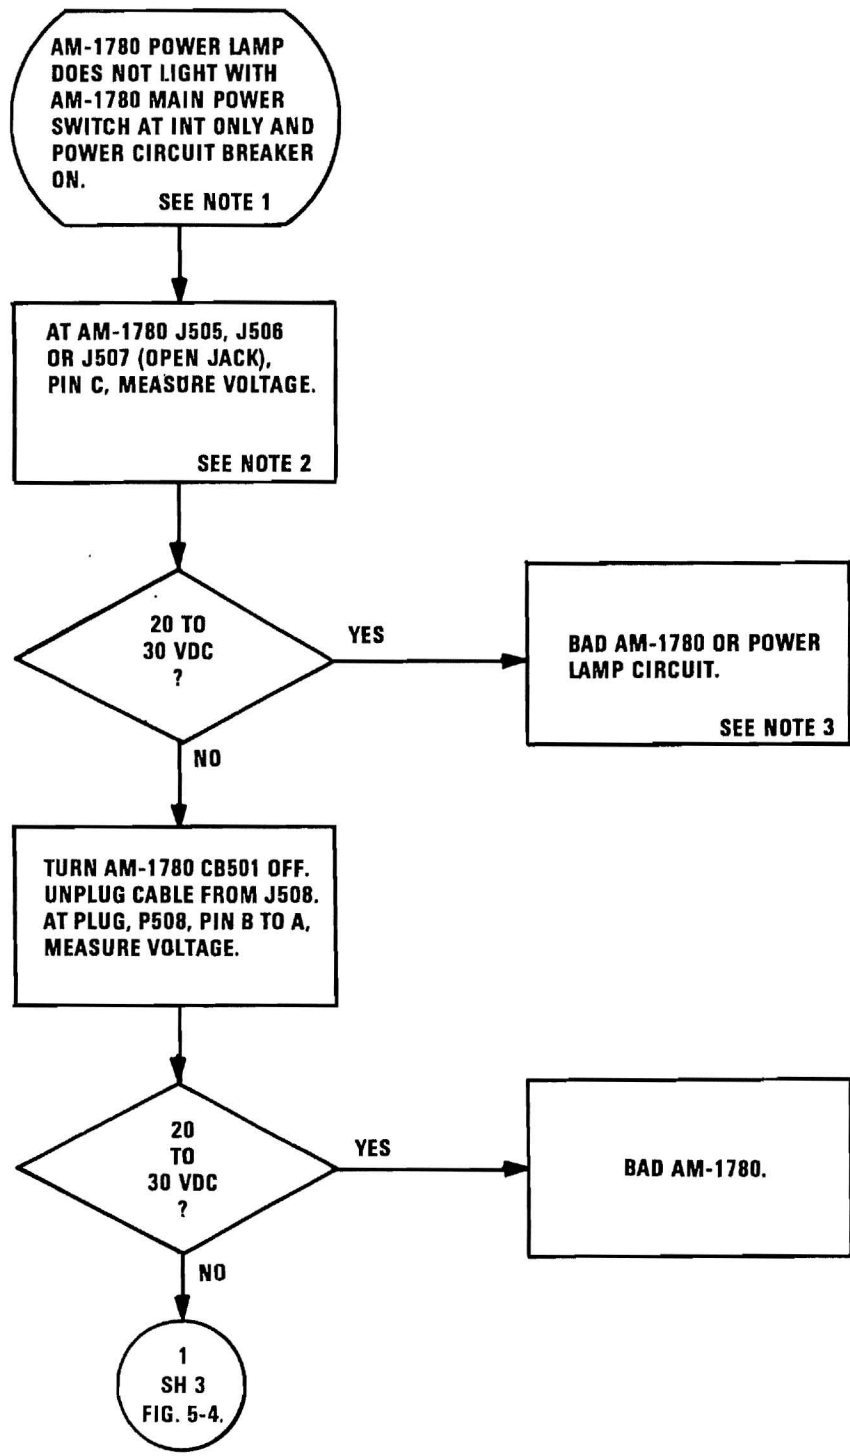 AM-1780 POWER LAMP
DOES NOT LIGHT WITH
AM-1780 MAIN POWER
SWITCH AT INT ONLY AND
POWER CIRCUIT BREAKER
ON.
SEE NOTE 1
AT AM-1780 J505, J506
OR J507 (OPEN JACK),
PIN C, MEASURE VOLTAGE.
SEE NOTE 2
20 TO
30 VDC
?
YES
BAD AM-1780 OR POWER
LAMP CIRCUIT.
SEE NOTE 3
NO
TURN AM-1780 CB501 OFF.
UNPLUG CABLE FROM J508.
AT PLUG, P508, PIN B TO A,
MEASURE VOLTAGE.
20
TO
30 VDC
?
YES
BAD AM-1780.
NO
1
SH 3
FIG. 5-4.